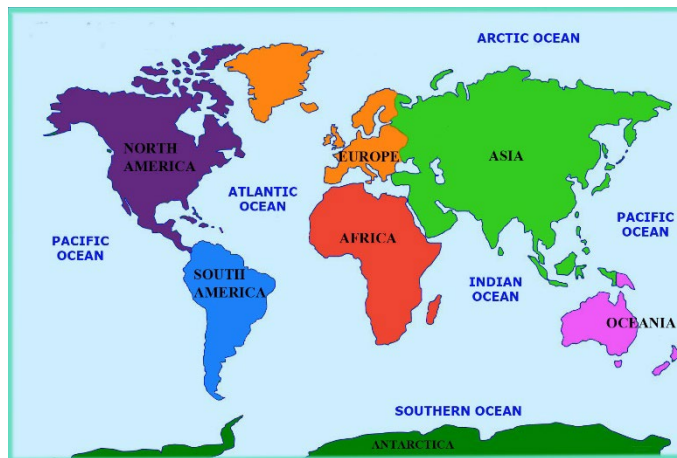 ARCTIC OCEAN
NORTH
AMERICA
EUROPE
ASIA
ATLANTIC
OCEAN
PACIFIC
OCEAN
AFRICA
PACIFIC
OCEAN
SOUTH
AMERICA
INDIAN
OCEAN
OCEANIA
SOUTHERN OCEAN
ANTARCTICA